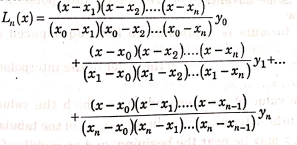 Lₙ(x) = (x – x₁)(x – x₂)....(x – xₙ) / (x₀ – x₁)(x₀ – x₂)...(x₀ – xₙ) y₀
+ (x – x₀)(x – x₂)....(x – xₙ) / (x₁ – x₀)(x₁ – x₂)...(x₁ – xₙ) y₁+...
+ (x – x₀)(x – x₁)....(x – xₙ₋₁) / (xₙ – x₀)(xₙ – x₁)...(xₙ – xₙ₋₁) yₙ